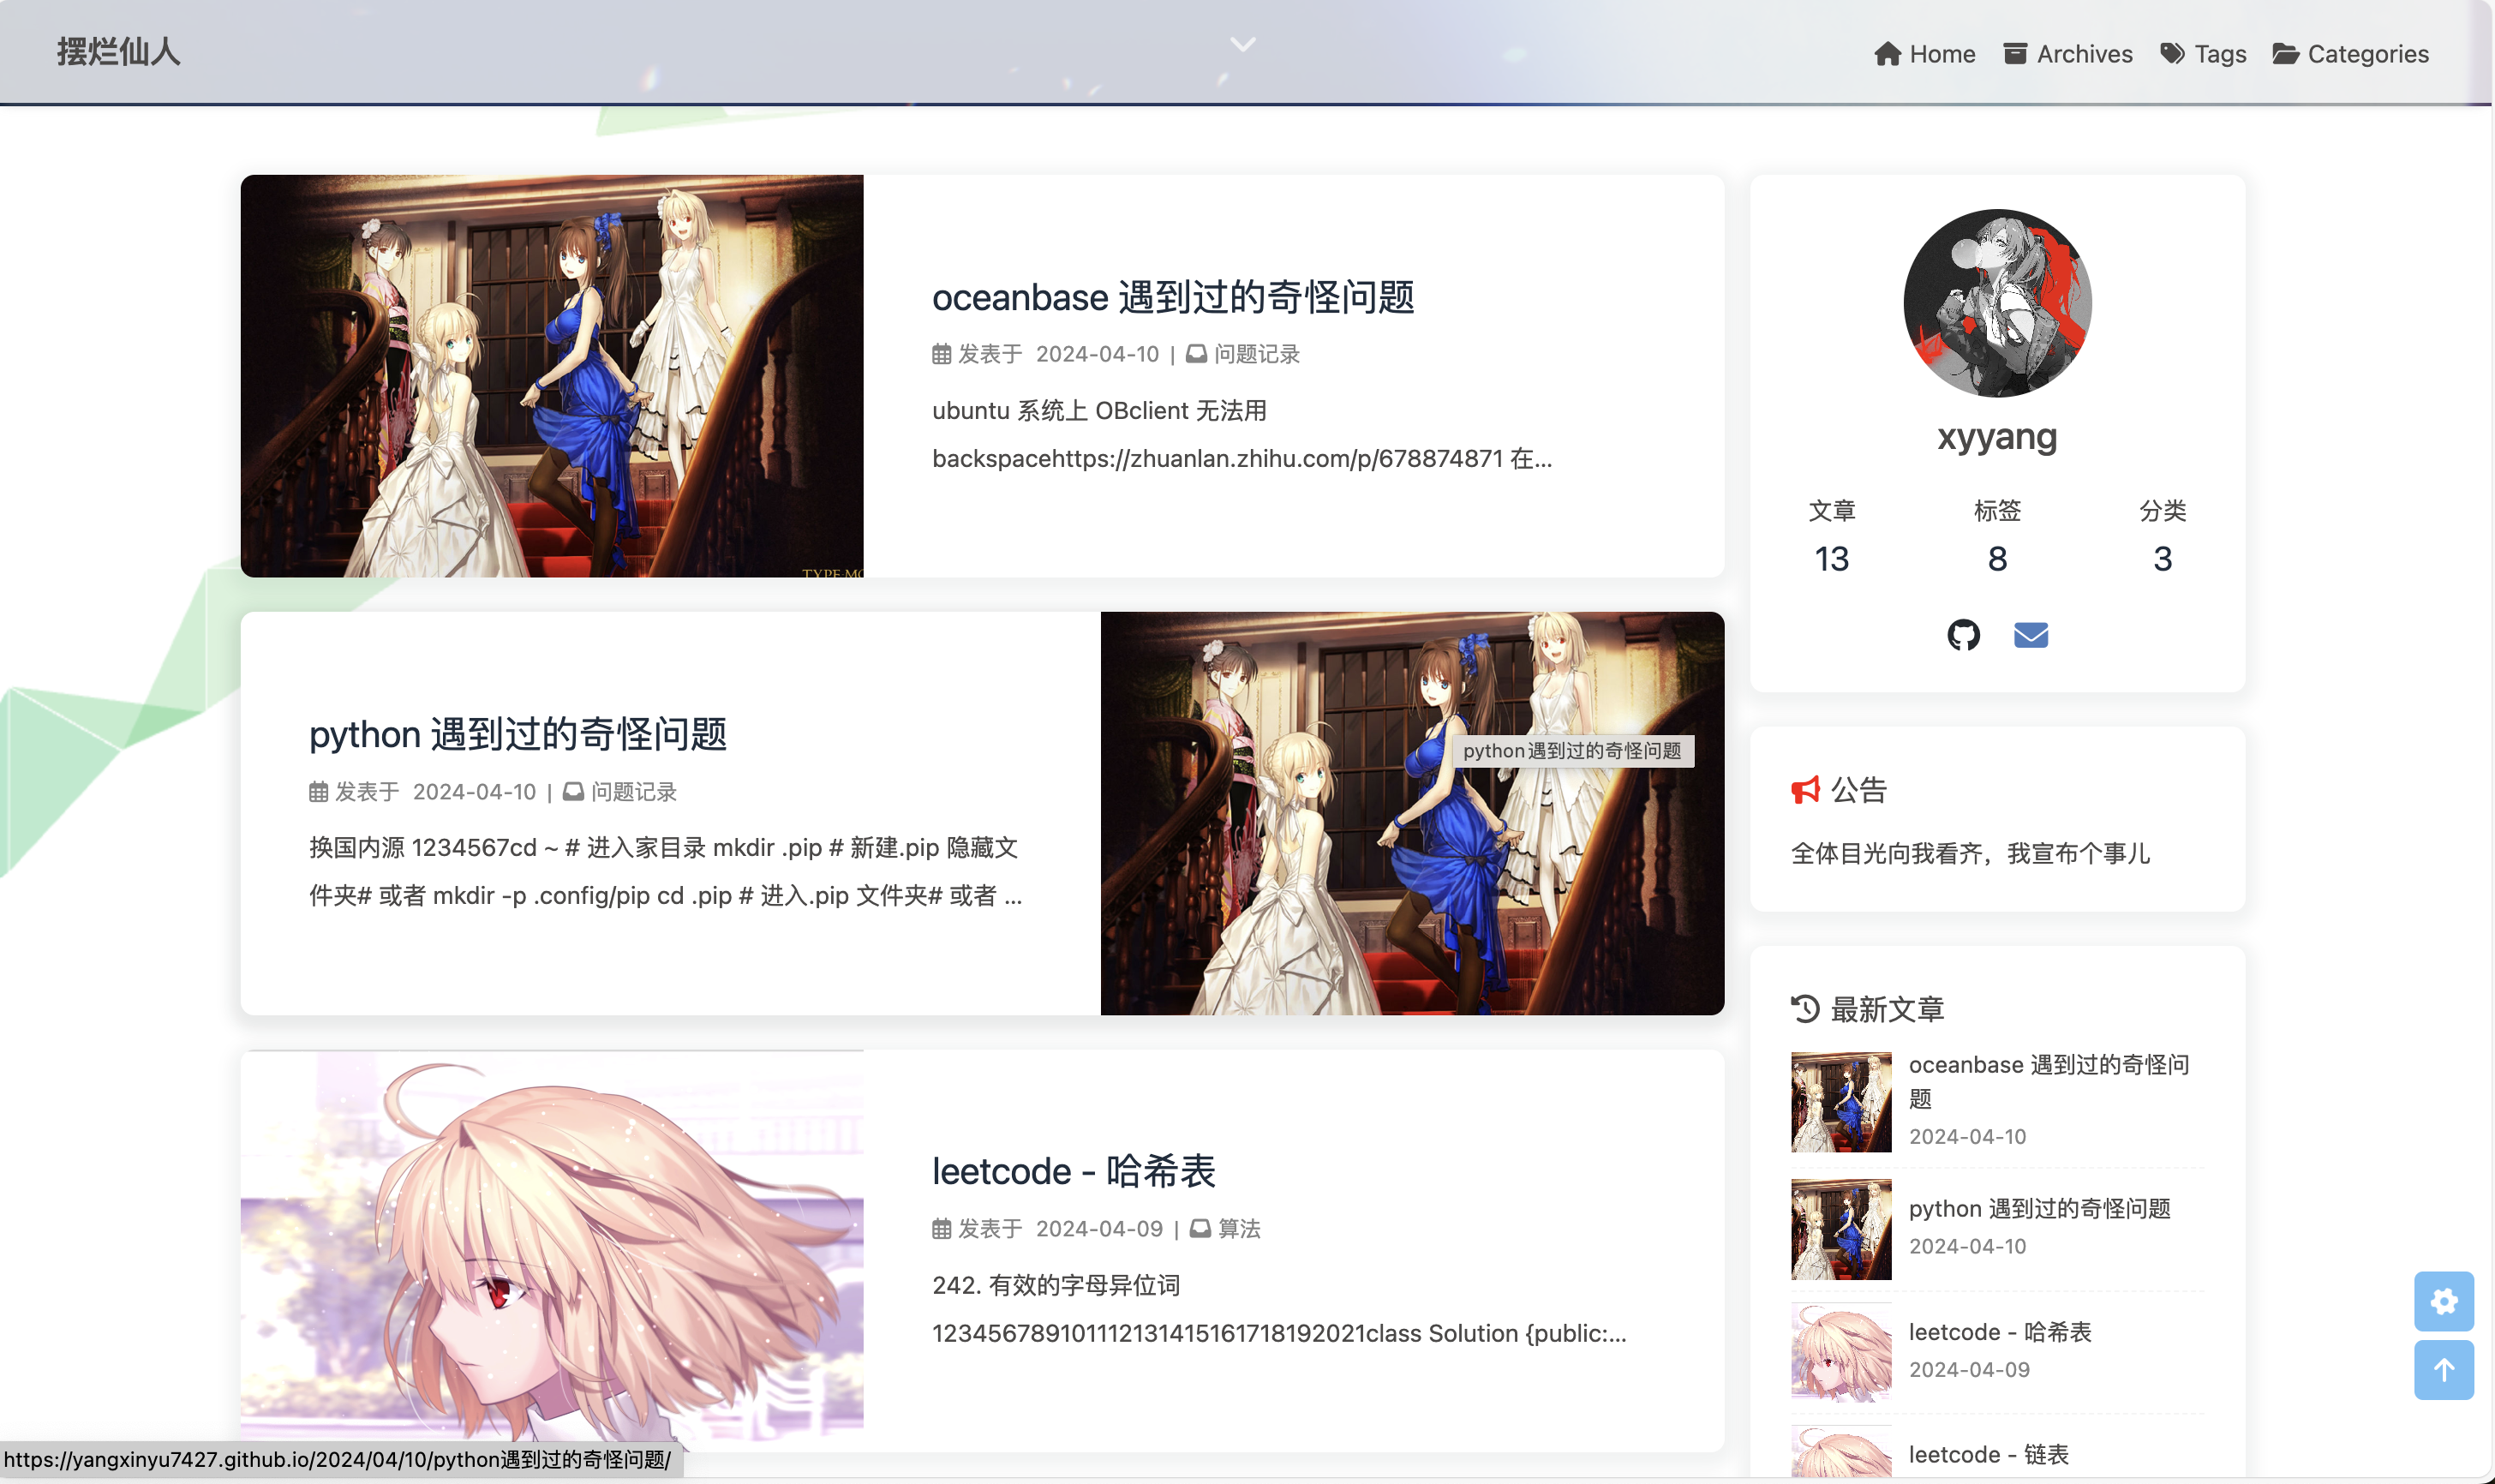 摆烂仙人
Home Archives Tags Categories
TYPE-MO
oceanbase 遇到过的奇怪问题
发表于 2024-04-10 | 问题记录
ubuntu 系统上 OBclient 无法用
backspacehttps://zhuanlan.zhihu.com/p/678874871 在...
python 遇到过的奇怪问题
发表于 2024-04-10 | 问题记录
换国内源 1234567cd ~ # 进入家目录 mkdir .pip # 新建.pip 隐藏文
件夹# 或者 mkdir -p .config/pip cd .pip # 进入.pip 文件夹# 或者 ...
python遇到过的奇怪问题
leetcode - 哈希表
发表于 2024-04-09 | 算法
242. 有效的字母异位词
123456789101112131415161718192021class Solution {public:...
xyyang
文章 标签 分类
13 8 3
公告
全体目光向我看齐，我宣布个事儿
最新文章
oceanbase 遇到过的奇怪问
题
2024-04-10
python 遇到过的奇怪问题
2024-04-10
leetcode - 哈希表
2024-04-09
leetcode - 链表
https://yangxinyu7427.github.io/2024/04/10/python遇到过的奇怪问题/